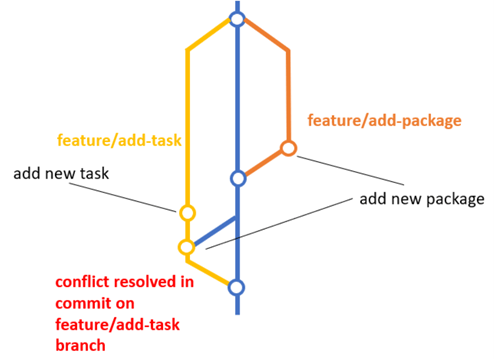 feature/add-package
feature/add-task
add new task
add new package
conflict resolved in
commit on
feature/add-task
branch